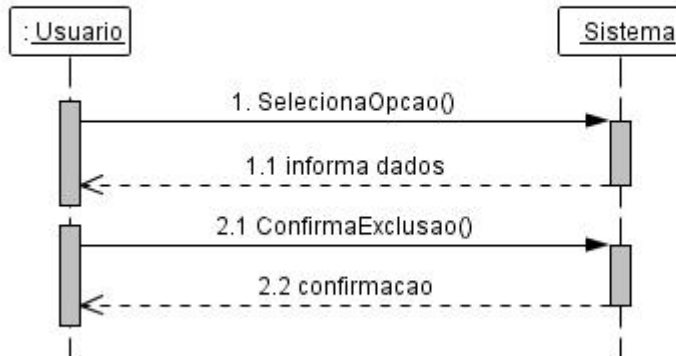 : Usuario
Sistema
1. SelecionaOpcao()
1.1 informa dados
2.1 ConfirmaExclusao()
2.2 confirmacao